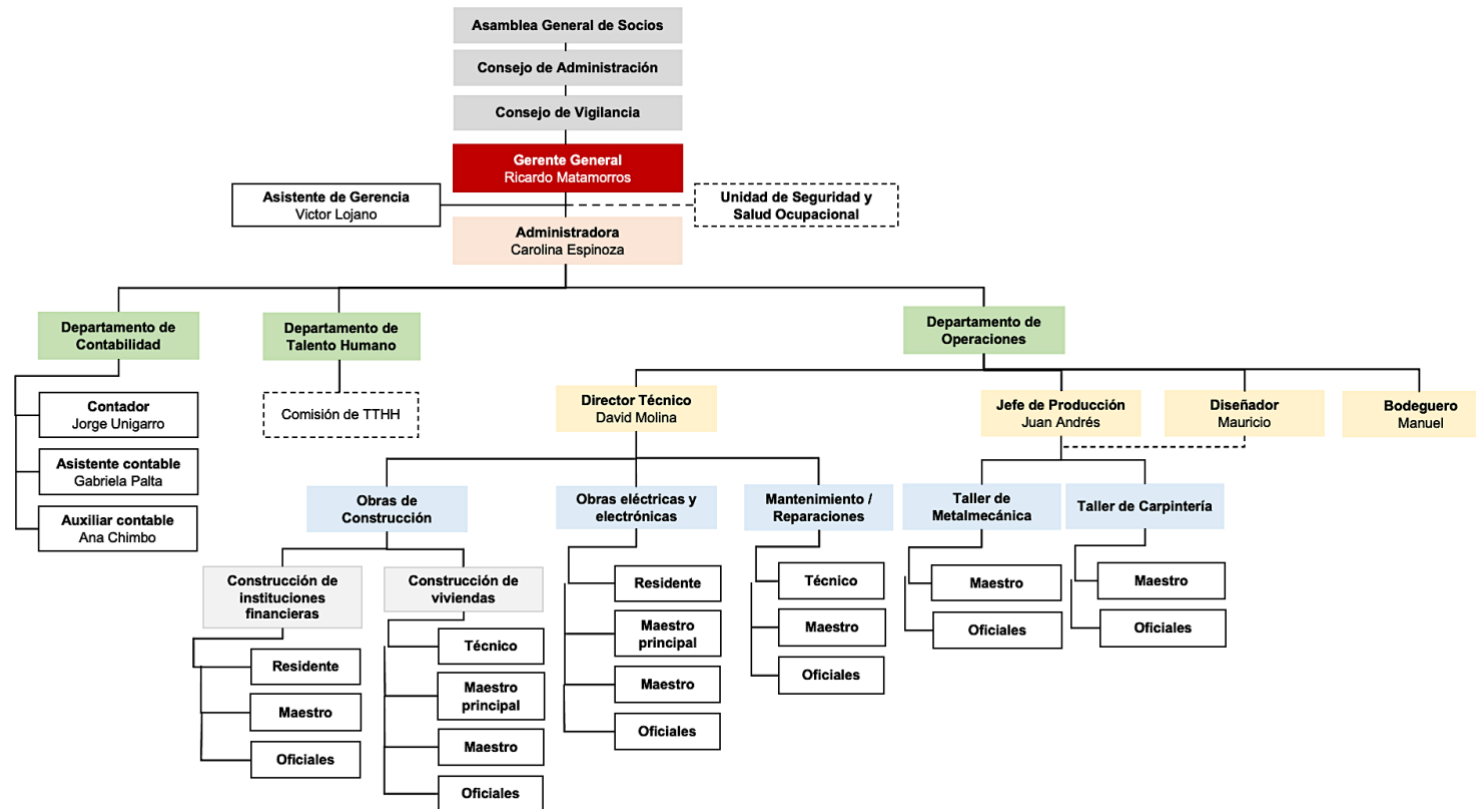 Asamblea General de Socios
Consejo de Administración
Consejo de Vigilancia
Gerente General
Ricardo Matamorros
Asistente de Gerencia
Victor Lojano
Unidad de Seguridad y
Salud Ocupacional
Administradora
Carolina Espinoza
Departamento de
Contabilidad
Departamento de
Talento Humano
Departamento de
Operaciones
Contador
Jorge Unigarro
Asistente contable
Gabriela Palta
Auxiliar contable
Ana Chimbo
Comisión de TTHH
Director Técnico
David Molina
Jefe de Producción
Juan Andrés
Diseñador
Mauricio
Bodeguero
Manuel
Obras de
Construcción
Obras eléctricas y
electrónicas
Mantenimiento /
Reparaciones
Taller de
Metalmecánica
Taller de Carpintería
Construcción de
instituciones
financieras
Residente
Maestro
Oficiales
Construcción de
viviendas
Técnico
Maestro
principal
Maestro
Oficiales
Residente
Maestro
principal
Maestro
Oficiales
Técnico
Maestro
Oficiales
Maestro
Oficiales
Maestro
Oficiales